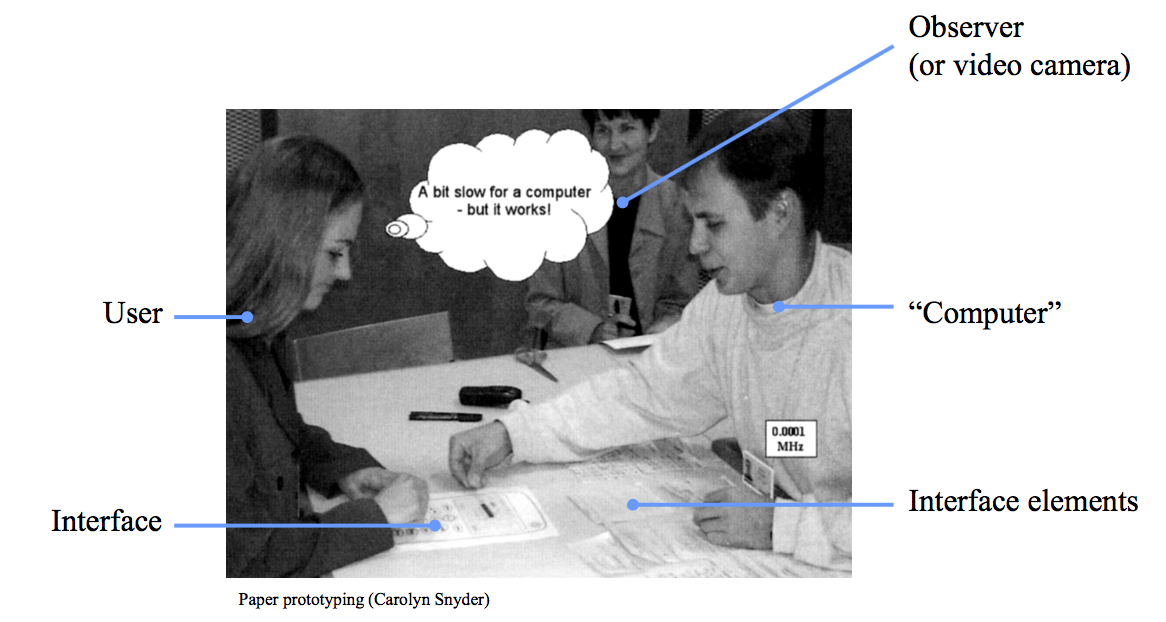 Observer
(or video camera)
A bit slow for a computer
- but it works!
User
“Computer”
0.0001
MHz
Interface
Interface elements
Paper prototyping (Carolyn Snyder)